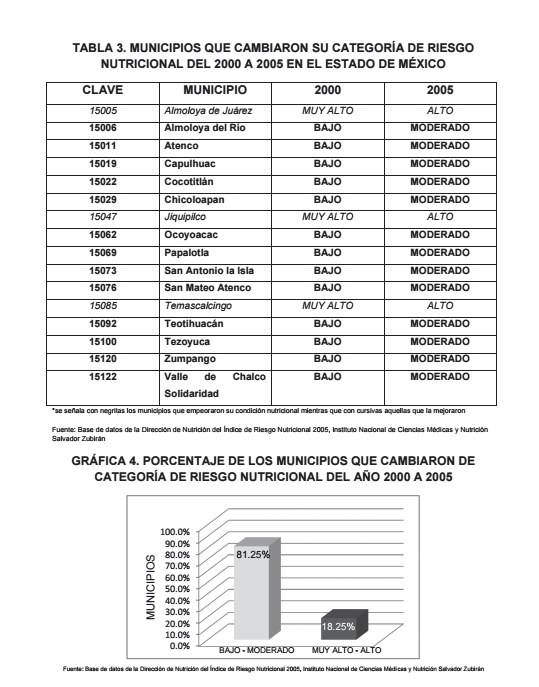 TABLA 3. MUNICIPIOS QUE CAMBIARON SU CATEGORÍA DE RIESGO
NUTRICIONAL DEL 2000 A 2005 EN EL ESTADO DE MÉXICO
CLAVE MUNICIPIO 2000 2005
15005 Almoloya de Juárez MUY ALTO ALTO
15006 Almoloya del Río BAJO MODERADO
15011 Atenco BAJO MODERADO
15019 Capulhuac BAJO MODERADO
15022 Cocotitlán BAJO MODERADO
15029 Chicoloapan BAJO MODERADO
15047 Jiquipilco MUY ALTO ALTO
15062 Ocoyoacac BAJO MODERADO
15069 Papalotla BAJO MODERADO
15073 San Antonio la Isla BAJO MODERADO
15076 San Mateo Atenco BAJO MODERADO
15085 Temascalcingo MUY ALTO ALTO
15092 Teotihuacán BAJO MODERADO
15100 Tezoyuca BAJO MODERADO
15120 Zumpango BAJO MODERADO
15122 Valle de Chalco BAJO MODERADO
Solidaridad
*se señala con negritas los municipios que empeoraron su condición nutricional mientras que con cursivas aquellas que la mejoraron
Fuente: Base de datos de la Dirección de Nutrición del Índice de Riesgo Nutricional 2005, Instituto Nacional de Ciencias Médicas y Nutrición
Salvador Zubirán
GRÁFICA 4. PORCENTAJE DE LOS MUNICIPIOS QUE CAMBIARON DE
CATEGORÍA DE RIESGO NUTRICIONAL DEL AÑO 2000 A 2005
MUNICIPIOS
100.0%
90.0%
80.0%
70.0%
60.0%
50.0%
40.0%
30.0%
20.0%
10.0%
0.0%
81.25%
18.25%
BAJO - MODERADO MUY ALTO - ALTO
Fuente: Base de datos de la Dirección de Nutrición del Índice de Riesgo Nutricional 2005, Instituto Nacional de Ciencias Médicas y Nutrición Salvador Zubirán